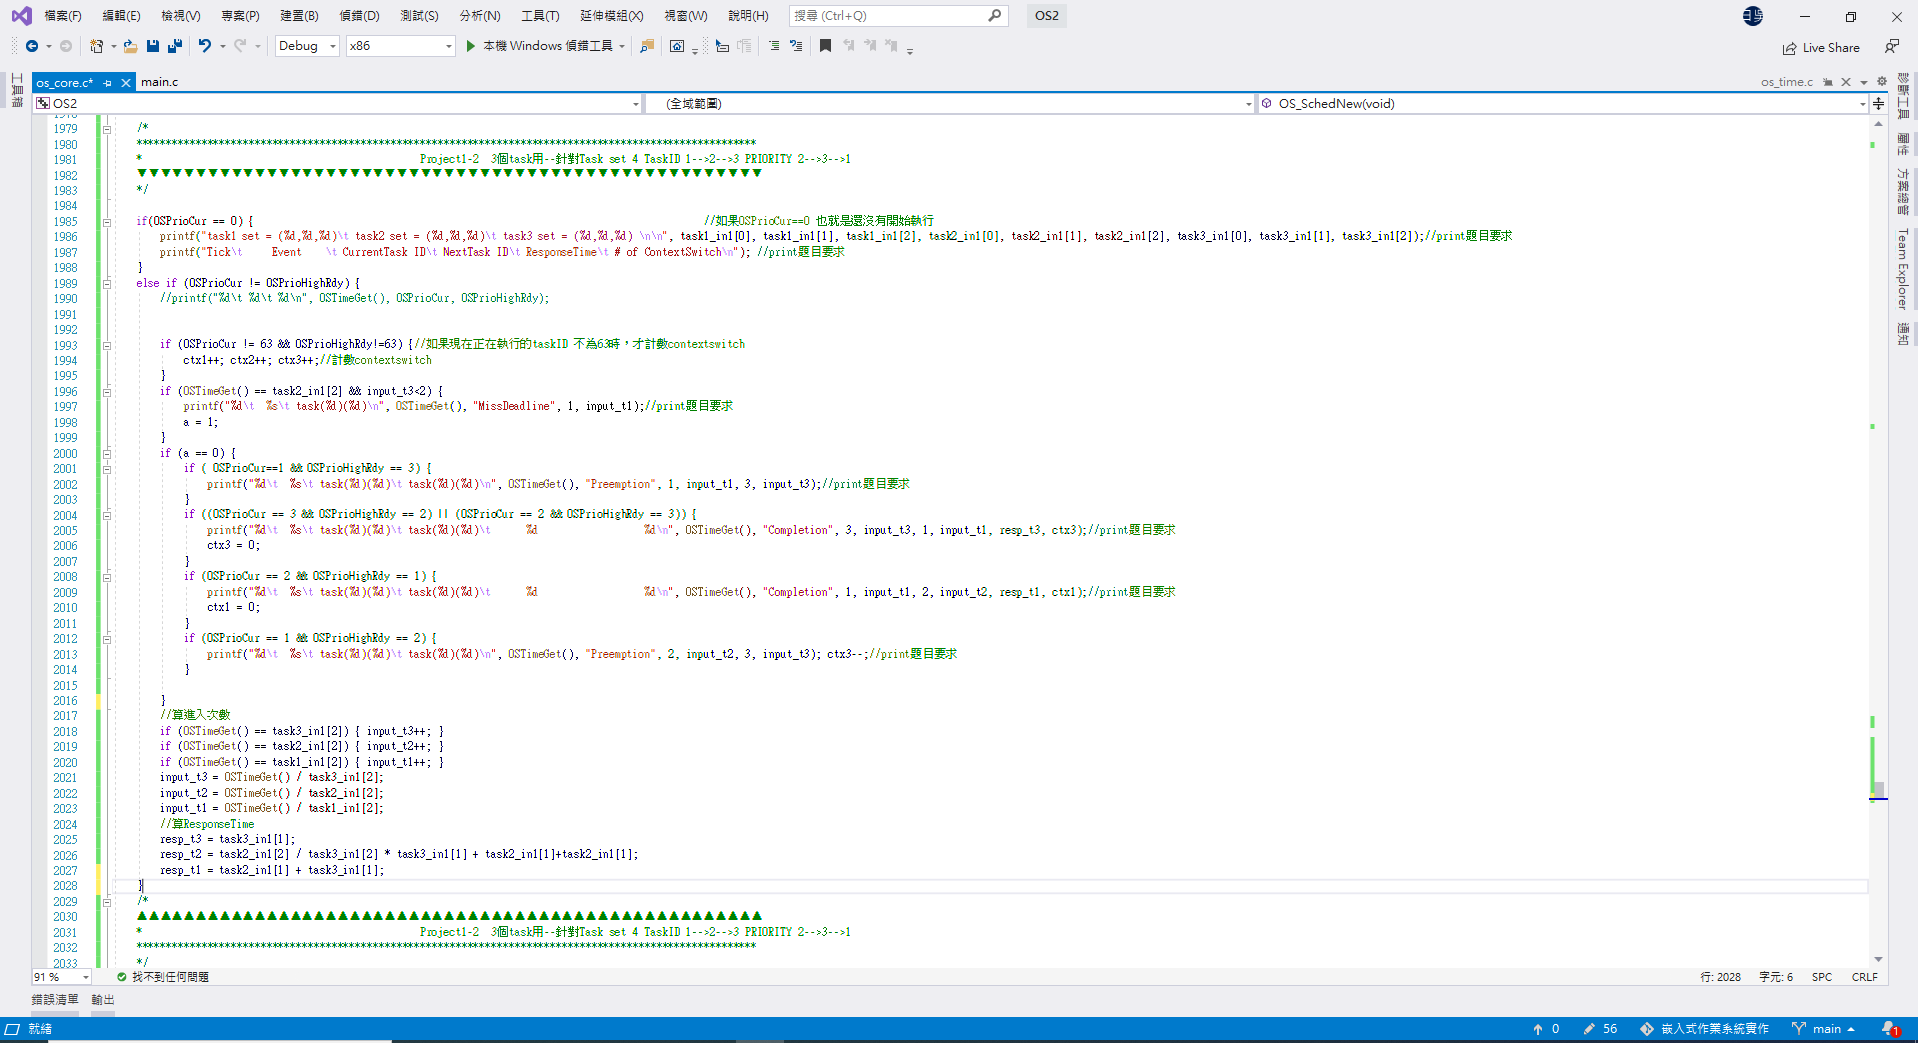 檔案(F) 編輯(E) 檢視(V) 專案(P) 建置(B) 偵錯(D) 測試(S) 分析(N) 工具(T) 延伸模組(X) 視窗(W) 說明(H) 搜尋 (Ctrl+Q) OS2
Debug x86 本機 Windows 偵錯工具 Live Share
os_core.c* main.c os_time.c
OS2 (全域範圍) OS_SchedNew(void)
工具箱
診斷工具
屬性
方案總管
Team Explorer
通知
1979 /*
1980 *********************************************************************************************************
1981 * Project1-2 3個task用--針對Task set 4 TaskID 1-->2-->3 PRIORITY 2-->3-->1
1982 ▼▼▼▼▼▼▼▼▼▼▼▼▼▼▼▼▼▼▼▼▼▼▼▼▼▼▼▼▼▼▼▼▼▼▼▼▼▼▼▼▼▼▼▼▼▼▼▼▼▼▼▼▼
1983 */
1984
1985 if(OSPrioCur == 0) { //如果OSPrioCur==0 也就是還沒有開始執行
1986 printf("task1 set = (%d,%d,%d)\t task2 set = (%d,%d,%d)\t task3 set = (%d,%d,%d) \n\n", task1_in1[0], task1_in1[1], task1_in1[2], task2_in1[0], task2_in1[1], task2_in1[2], task3_in1[0], task3_in1[1], task3_in1[2]);//print題目要求
1987 printf("Tick\t Event \t CurrentTask ID\t NextTask ID\t ResponseTime\t # of ContextSwitch\n"); //print題目要求
1988 }
1989 else if (OSPrioCur != OSPrioHighRdy) {
1990 //printf("%d\t %d\t %d\n", OSTimeGet(), OSPrioCur, OSPrioHighRdy);
1991
1992
1993 if (OSPrioCur != 63 && OSPrioHighRdy!=63) {//如果現在正在執行的taskID 不為63時，才計數contextswitch
1994 ctx1++; ctx2++; ctx3++;//計數contextswitch
1995 }
1996 if (OSTimeGet() == task2_in1[2] && input_t3<2) {
1997 printf("%d\t %s\t task(%d)(%d)\n", OSTimeGet(), "MissDeadline", 1, input_t1);//print題目要求
1998 a = 1;
1999 }
2000 if (a == 0) {
2001 if ( OSPrioCur==1 && OSPrioHighRdy == 3) {
2002 printf("%d\t %s\t task(%d)(%d)\t task(%d)(%d)\n", OSTimeGet(), "Preemption", 1, input_t1, 3, input_t3);//print題目要求
2003 }
2004 if ((OSPrioCur == 3 && OSPrioHighRdy == 2) || (OSPrioCur == 2 && OSPrioHighRdy == 3)) {
2005 printf("%d\t %s\t task(%d)(%d)\t task(%d)(%d)\t %d %d\n", OSTimeGet(), "Completion", 3, input_t3, 1, input_t1, resp_t3, ctx3);//print題目要求
2006 ctx3 = 0;
2007 }
2008 if (OSPrioCur == 2 && OSPrioHighRdy == 1) {
2009 printf("%d\t %s\t task(%d)(%d)\t task(%d)(%d)\t %d %d\n", OSTimeGet(), "Completion", 1, input_t1, 2, input_t2, resp_t1, ctx1);//print題目要求
2010 ctx1 = 0;
2011 }
2012 if (OSPrioCur == 1 && OSPrioHighRdy == 2) {
2013 printf("%d\t %s\t task(%d)(%d)\t task(%d)(%d)\n", OSTimeGet(), "Preemption", 2, input_t2, 3, input_t3); ctx3--;//print題目要求
2014 }
2015
2016 }
2017 //算進入次數
2018 if (OSTimeGet() == task3_in1[2]) { input_t3++; }
2019 if (OSTimeGet() == task2_in1[2]) { input_t2++; }
2020 if (OSTimeGet() == task1_in1[2]) { input_t1++; }
2021 input_t3 = OSTimeGet() / task3_in1[2];
2022 input_t2 = OSTimeGet() / task2_in1[2];
2023 input_t1 = OSTimeGet() / task1_in1[2];
2024 //算ResponseTime
2025 resp_t3 = task3_in1[1];
2026 resp_t2 = task2_in1[2] / task3_in1[2] * task3_in1[1] + task2_in1[1]+task2_in1[1];
2027 resp_t1 = task2_in1[1] + task3_in1[1];
2028 }
2029 /*
2030 ▲▲▲▲▲▲▲▲▲▲▲▲▲▲▲▲▲▲▲▲▲▲▲▲▲▲▲▲▲▲▲▲▲▲▲▲▲▲▲▲▲▲▲▲▲▲▲▲▲▲▲▲▲
2031 * Project1-2 3個task用--針對Task set 4 TaskID 1-->2-->3 PRIORITY 2-->3-->1
2032 *********************************************************************************************************
2033 */
91 % 找不到任何問題 行: 2028 字元: 6 SPC CRLF
錯誤清單 輸出
就緒 0 56 嵌入式作業系統實作 main 1